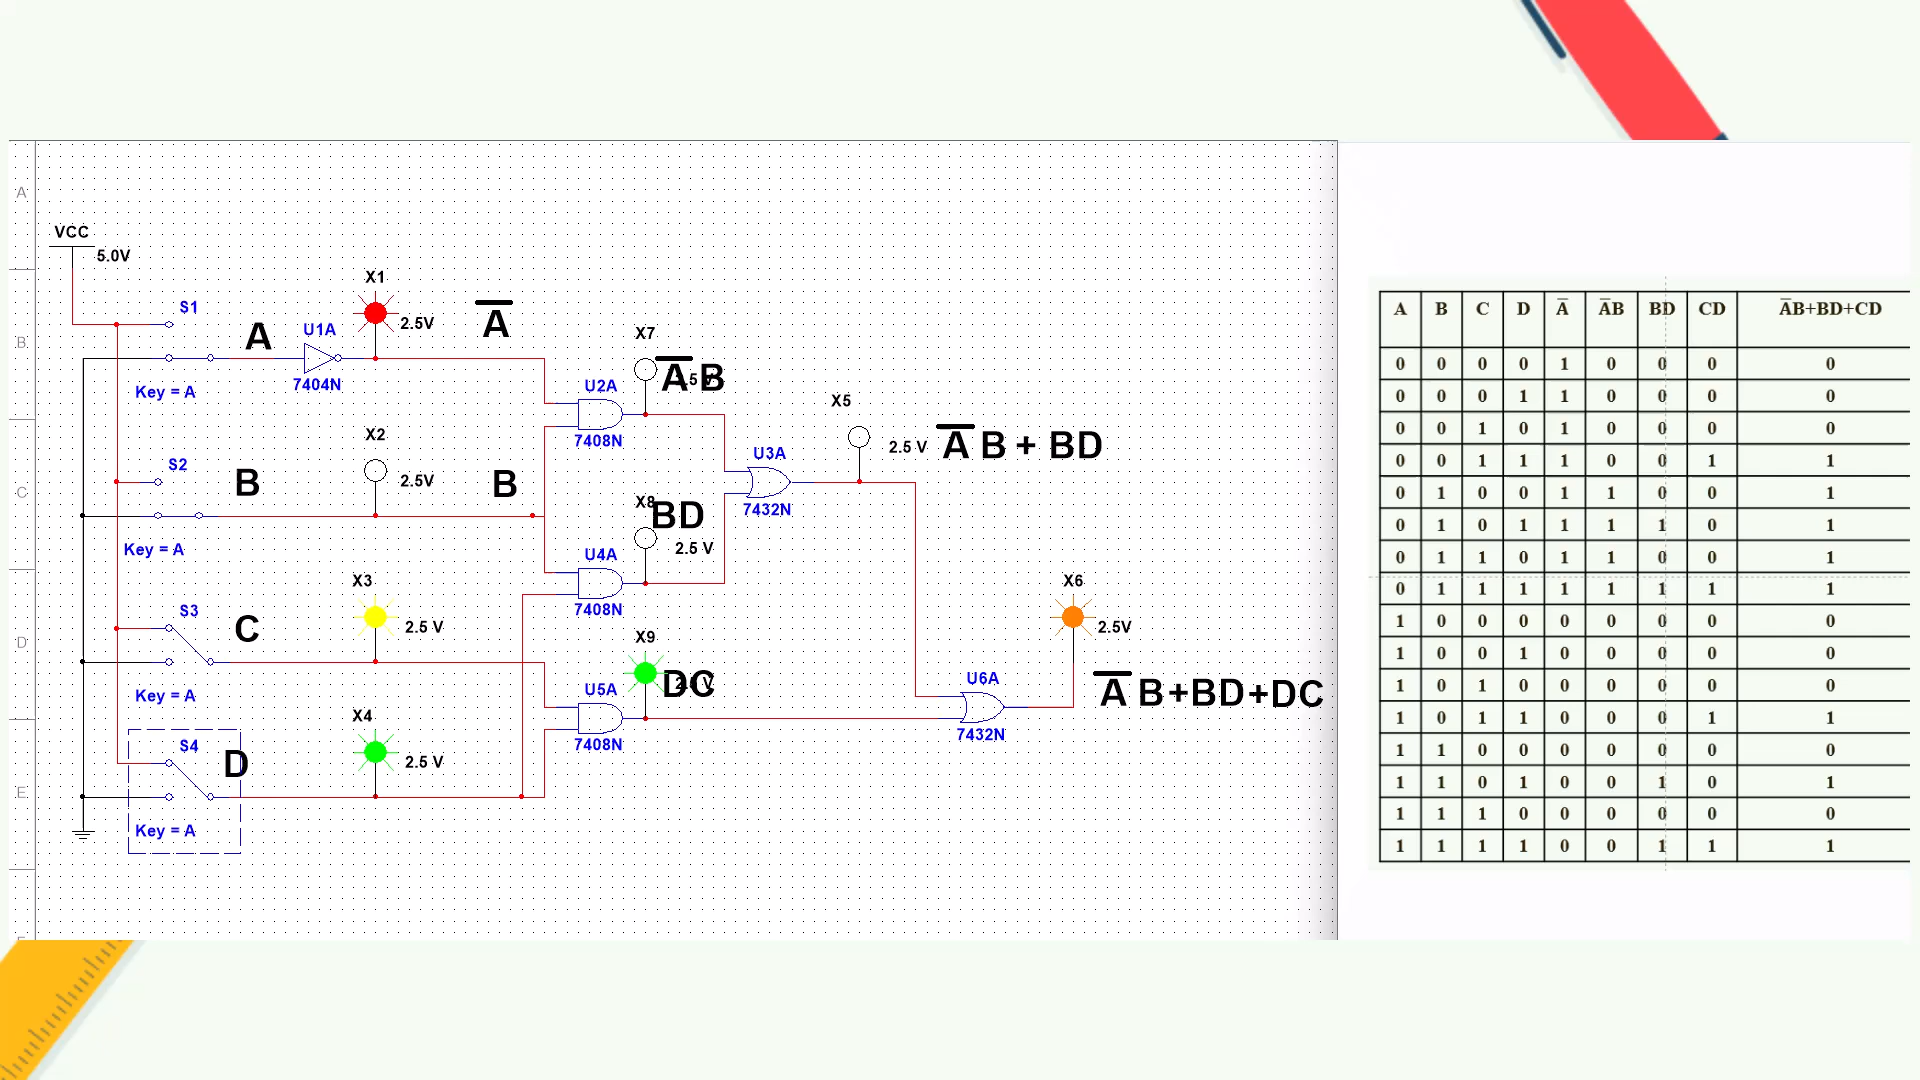 A
B
C
D
E
VCC
5.0V
S1
A
U1A
7404N
Key = A
X1
2.5V
A̅
S2
B
Key = A
X2
2.5V
B
S3
C
Key = A
X3
2.5 V
S4
D
Key = A
X4
2.5 V
U2A
7408N
X7
A̅ B
U4A
7408N
X8
BD
2.5 V
U5A
7408N
X9
DC
U3A
7432N
X5
2.5 V
A̅ B + BD
U6A
7432N
X6
2.5V
A̅ B+BD+DC
A B C D A̅ A̅B BD CD A̅B+BD+CD
0 0 0 0 1 0 0 0 0
0 0 0 1 1 0 0 0 0
0 0 1 0 1 0 0 0 0
0 0 1 1 1 0 0 1 1
0 1 0 0 1 1 0 0 1
0 1 0 1 1 1 1 0 1
0 1 1 0 1 1 0 0 1
0 1 1 1 1 1 1 1 1
1 0 0 0 0 0 0 0 0
1 0 0 1 0 0 0 0 0
1 0 1 0 0 0 0 0 0
1 0 1 1 0 0 0 1 1
1 1 0 0 0 0 0 0 0
1 1 0 1 0 0 1 0 1
1 1 1 0 0 0 0 0 0
1 1 1 1 0 0 1 1 1